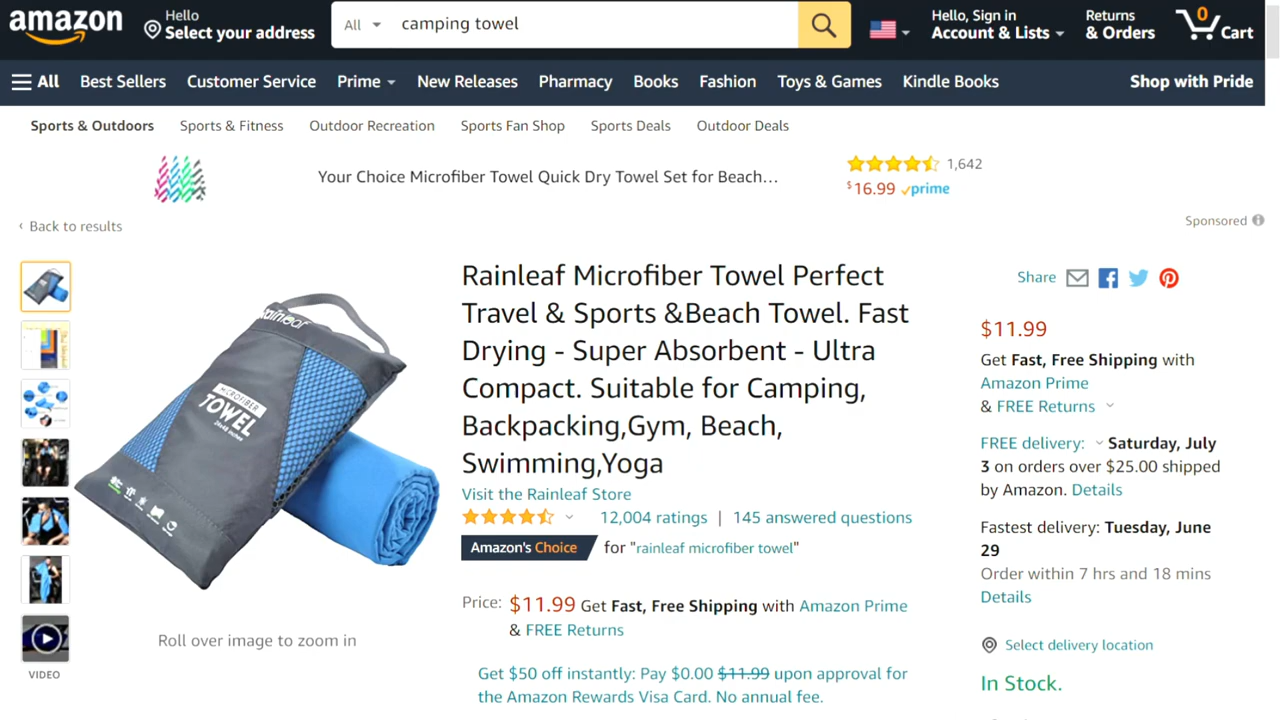 amazon
Hello
Select your address
All
camping towel
Hello, Sign in
Account & Lists
Returns
& Orders
0
Cart
All
Best Sellers
Customer Service
Prime
New Releases
Pharmacy
Books
Fashion
Toys & Games
Kindle Books
Shop with Pride
Sports & Outdoors
Sports & Fitness
Outdoor Recreation
Sports Fan Shop
Sports Deals
Outdoor Deals
Your Choice Microfiber Towel Quick Dry Towel Set for Beach…
1,642
$16.99 prime
‹ Back to results
Sponsored
Rainleaf Microfiber Towel Perfect
Travel & Sports &Beach Towel. Fast
Drying - Super Absorbent - Ultra
Compact. Suitable for Camping,
Backpacking,Gym, Beach,
Swimming,Yoga
Visit the Rainleaf Store
12,004 ratings | 145 answered questions
Amazon's Choice for "rainleaf microfiber towel"
Price: $11.99 Get Fast, Free Shipping with Amazon Prime
& FREE Returns
Get $50 off instantly: Pay $0.00 $11.99 upon approval for
the Amazon Rewards Visa Card. No annual fee.
rainleaf
MICROFIBER
TOWEL
24x48 inches
Roll over image to zoom in
VIDEO
Share
$11.99
Get Fast, Free Shipping with
Amazon Prime
& FREE Returns
FREE delivery: Saturday, July
3 on orders over $25.00 shipped
by Amazon. Details
Fastest delivery: Tuesday, June
29
Order within 7 hrs and 18 mins
Details
Select delivery location
In Stock.